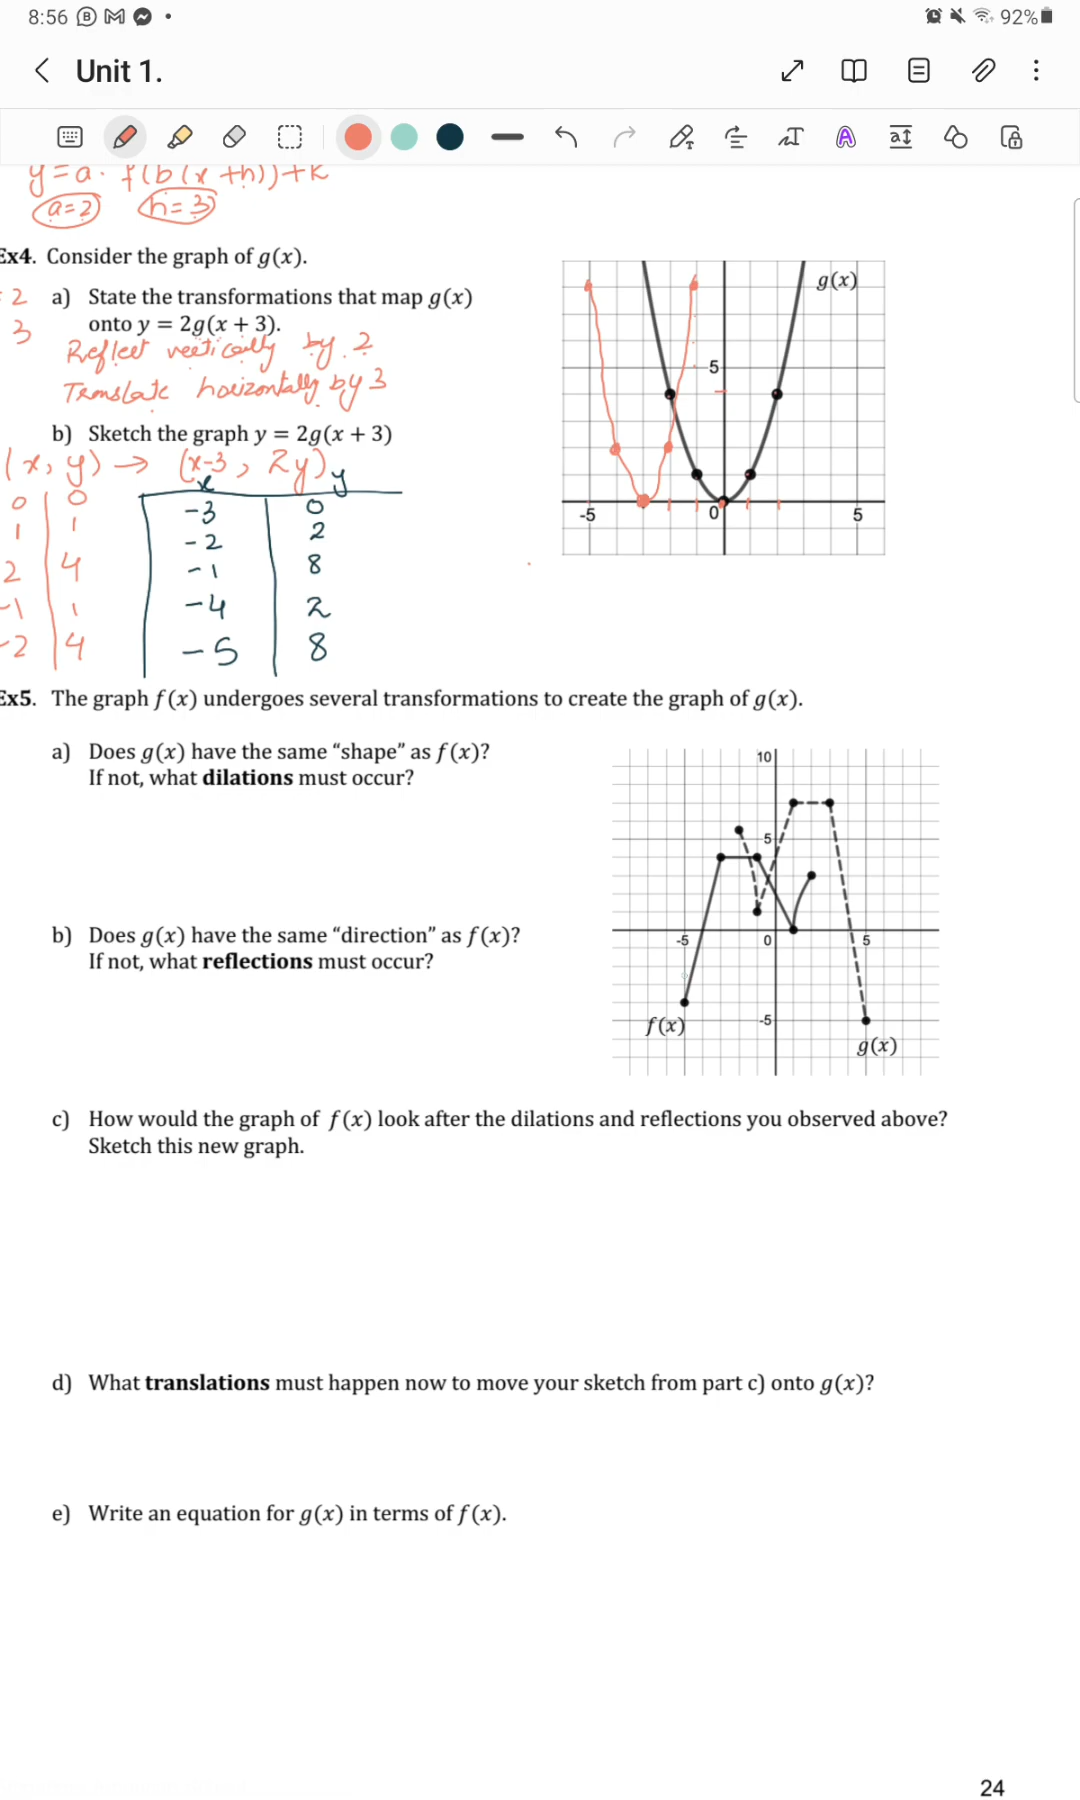 8:56
92%
Unit 1.
y = a · f(b(x + h)) + k
a=2 h=3
Ex4. Consider the graph of g(x).
2 a) State the transformations that map g(x)
3 onto y = 2g(x + 3).
Reflect vertically by. 2
Translate horizontally by 3
b) Sketch the graph y = 2g(x + 3)
(x, y) → (x-3, 2y)
x y
0 0 -3 0
1 1 -2 2
2 4 -1 8
-1 1 -4 2
-2 4 -5 8
g(x)
5
-5 0 5
Ex5. The graph f(x) undergoes several transformations to create the graph of g(x).
a) Does g(x) have the same “shape” as f(x)?
If not, what dilations must occur?
b) Does g(x) have the same “direction” as f(x)?
If not, what reflections must occur?
10
5
-5 0 5
f(x) -5
g(x)
c) How would the graph of f(x) look after the dilations and reflections you observed above?
Sketch this new graph.
d) What translations must happen now to move your sketch from part c) onto g(x)?
e) Write an equation for g(x) in terms of f(x).
24